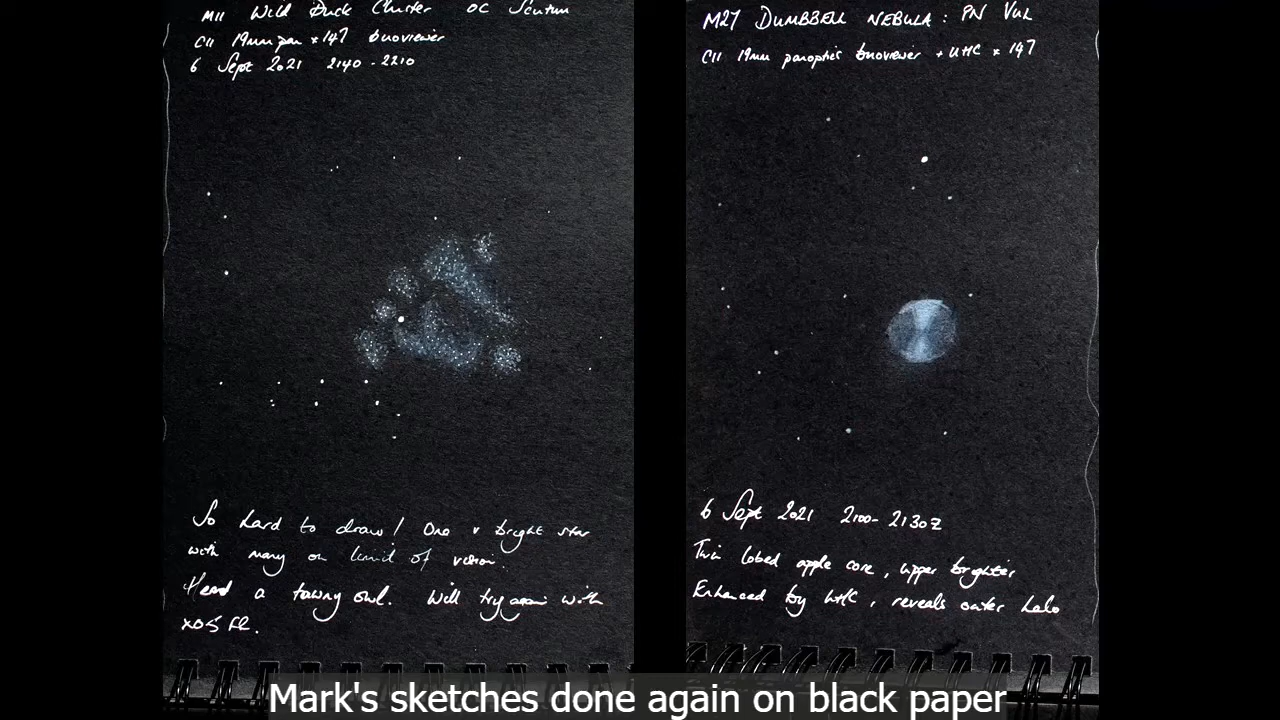 M11 Wild Duck Cluster OC Scutum
C11 19mm pan x147 binoviewer
6 Sept 2021 2140 - 2210
So hard to draw! One v bright star
with many on limit of vision.
Heard a tawny owl. Will try again with
x0.5 FR.
M27 DUMBBELL NEBULA: PN VUL
C11 19mm panoptic binoviewer + UHC x 147
6 Sept 2021 2100 - 2130z
Twin lobed apple core, upper brighter
Enhanced by UHC, reveals outer halo
Mark's sketches done again on black paper